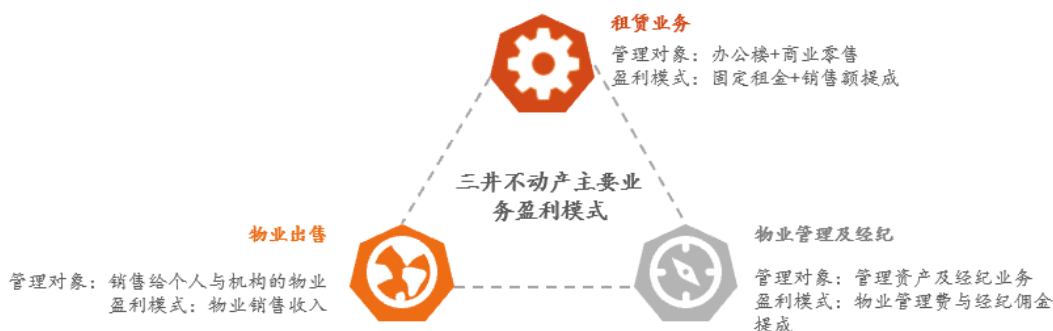 租赁业务
管理对象：办公楼+商业零售
盈利模式：固定租金+销售额提成
三井不动产主要业
务盈利模式
物业出售
管理对象：销售给个人与机构的物业
盈利模式：物业销售收入
物业管理及经纪
管理对象：管理资产及经纪业务
盈利模式：物业管理费与经纪佣金
提成